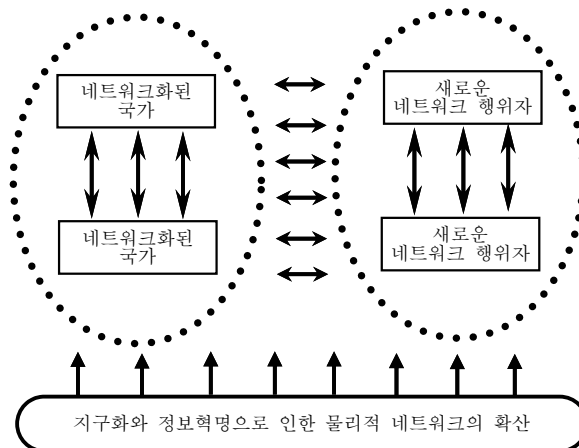 네트워크화된
국가
새로운
네트워크 행위자
네트워크화된
국가
새로운
네트워크 행위자
지구화와 정보혁명으로 인한 물리적 네트워크의 확산